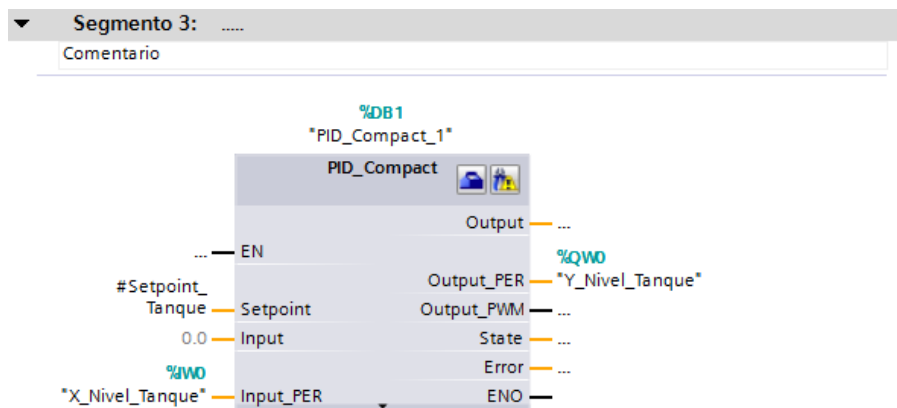 Segmento 3: .....
Comentario
%DB1
"PID_Compact_1"
PID_Compact
Output ...
... EN
%QW0
Output_PER "Y_Nivel_Tanque"
#Setpoint_
Tanque Setpoint
Output_PWM ...
0.0 Input
State ...
%IW0
Error ...
"X_Nivel_Tanque" Input_PER
ENO